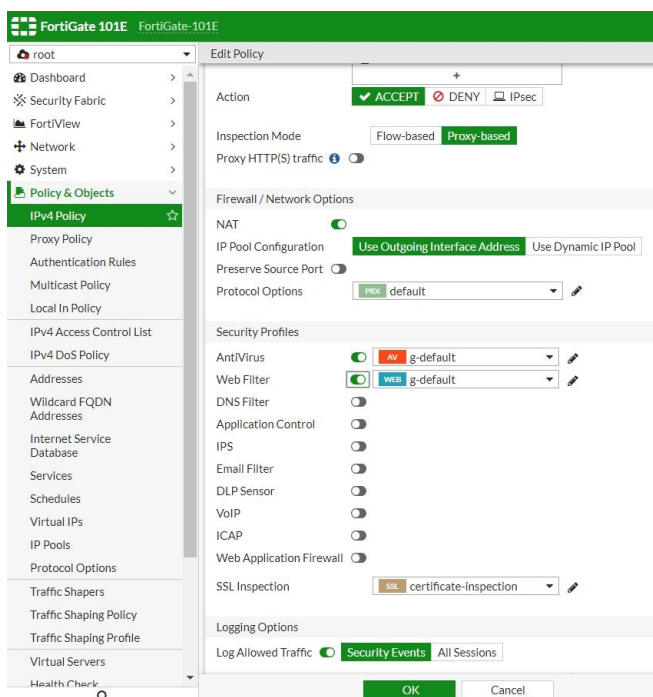 FortiGate 101E FortiGate-101E
root
Dashboard
Security Fabric
FortiView
Network
System
Policy & Objects
IPv4 Policy
Proxy Policy
Authentication Rules
Multicast Policy
Local In Policy
IPv4 Access Control List
IPv4 DoS Policy
Addresses
Wildcard FQDN
Addresses
Internet Service
Database
Services
Schedules
Virtual IPs
IP Pools
Protocol Options
Traffic Shapers
Traffic Shaping Policy
Traffic Shaping Profile
Virtual Servers
Health Check
Edit Policy
+
Action ACCEPT DENY IPsec
Inspection Mode Flow-based Proxy-based
Proxy HTTP(S) traffic
Firewall / Network Options
NAT
IP Pool Configuration Use Outgoing Interface Address Use Dynamic IP Pool
Preserve Source Port
Protocol Options PRX default
Security Profiles
AntiVirus AV g-default
Web Filter WEB g-default
DNS Filter
Application Control
IPS
Email Filter
DLP Sensor
VoIP
ICAP
Web Application Firewall
SSL Inspection SSL certificate-inspection
Logging Options
Log Allowed Traffic Security Events All Sessions
OK Cancel